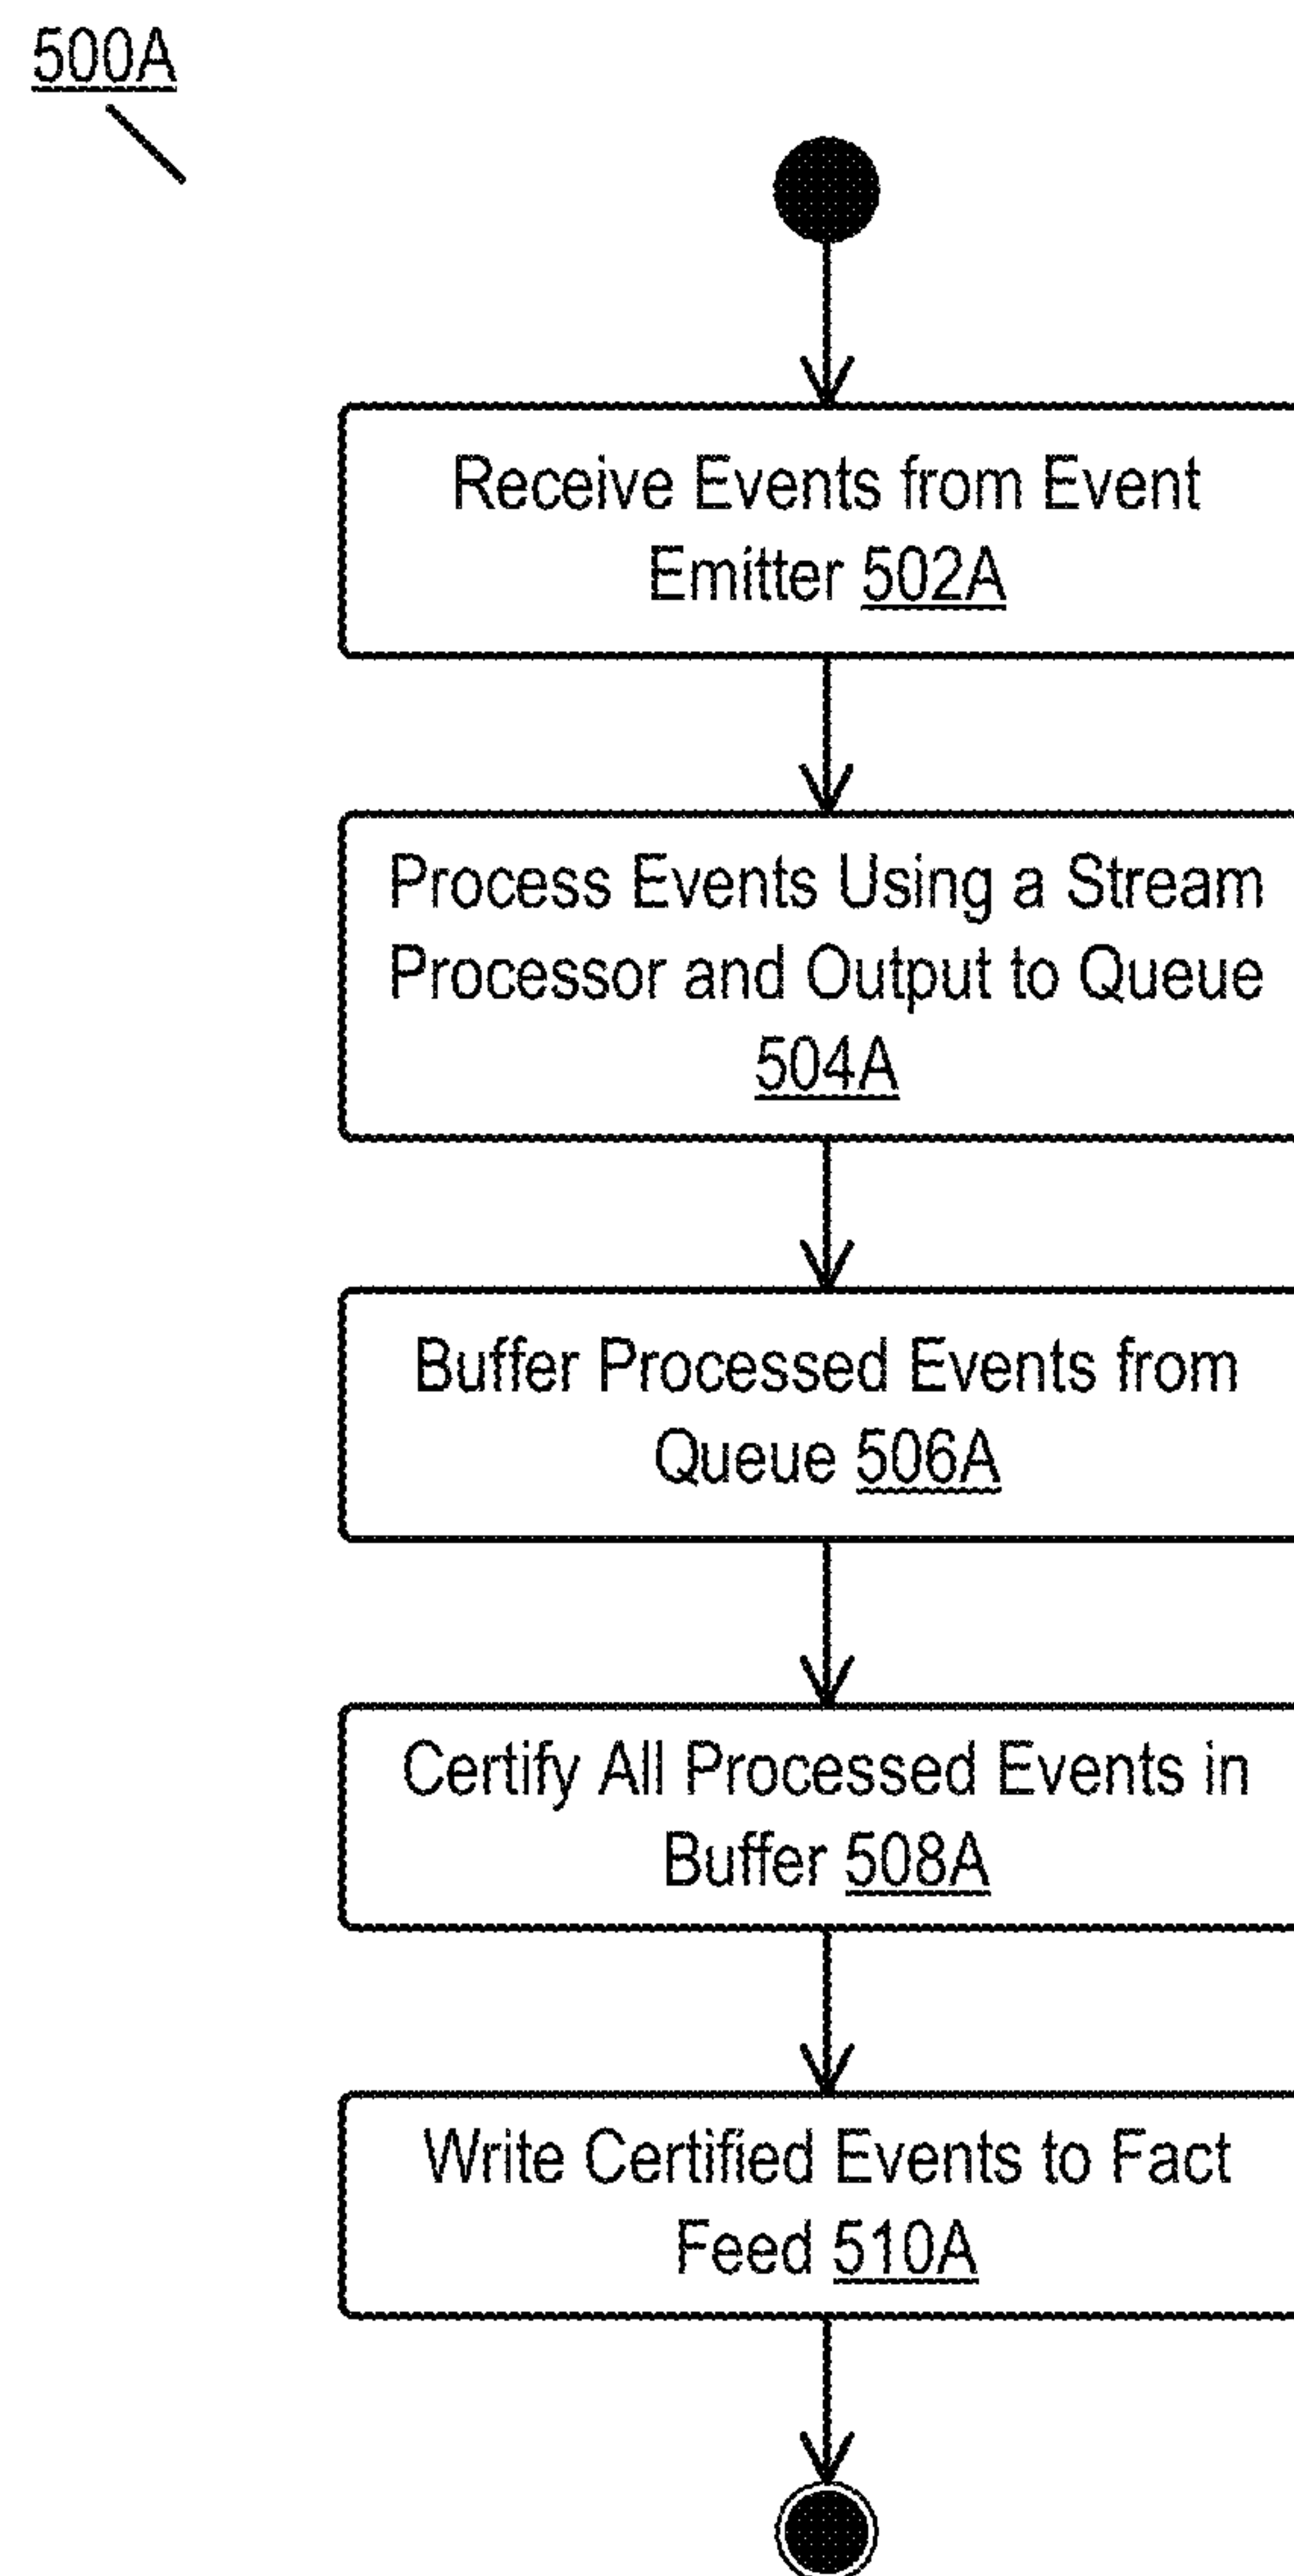 500A
Receive Events from Event
Emitter 502A
Process Events Using a Stream
Processor and Output to Queue
504A
Buffer Processed Events from
Queue 506A
Certify All Processed Events in
Buffer 508A
Write Certified Events to Fact
Feed 510A